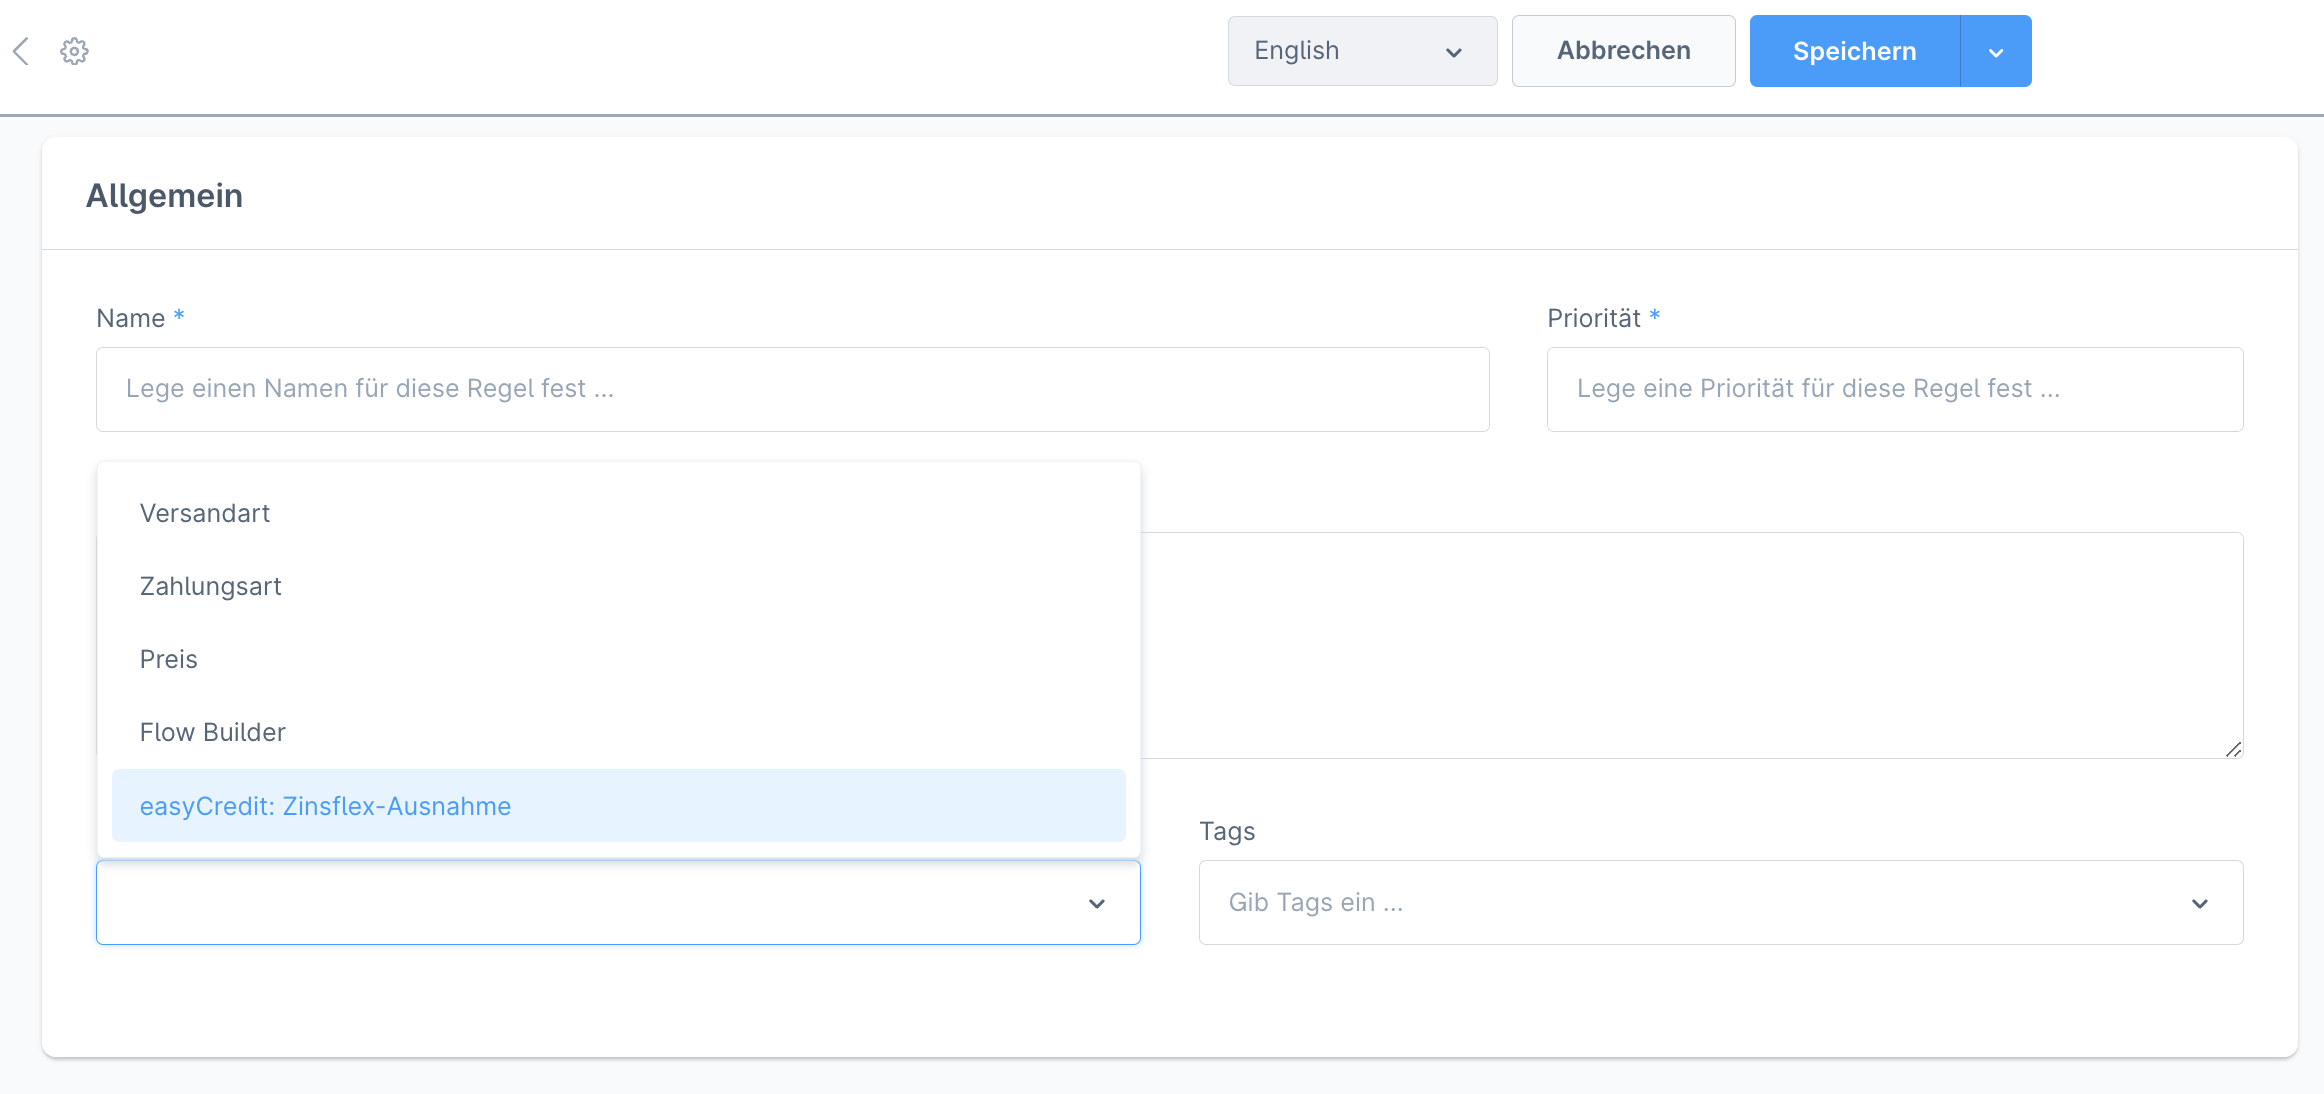 English
Abbrechen
Speichern
Allgemein
Name *
Priorität *
Lege einen Namen für diese Regel fest ...
Lege eine Priorität für diese Regel fest ...
Versandart
Zahlungsart
Preis
Flow Builder
easyCredit: Zinsflex-Ausnahme
Tags
Gib Tags ein ...